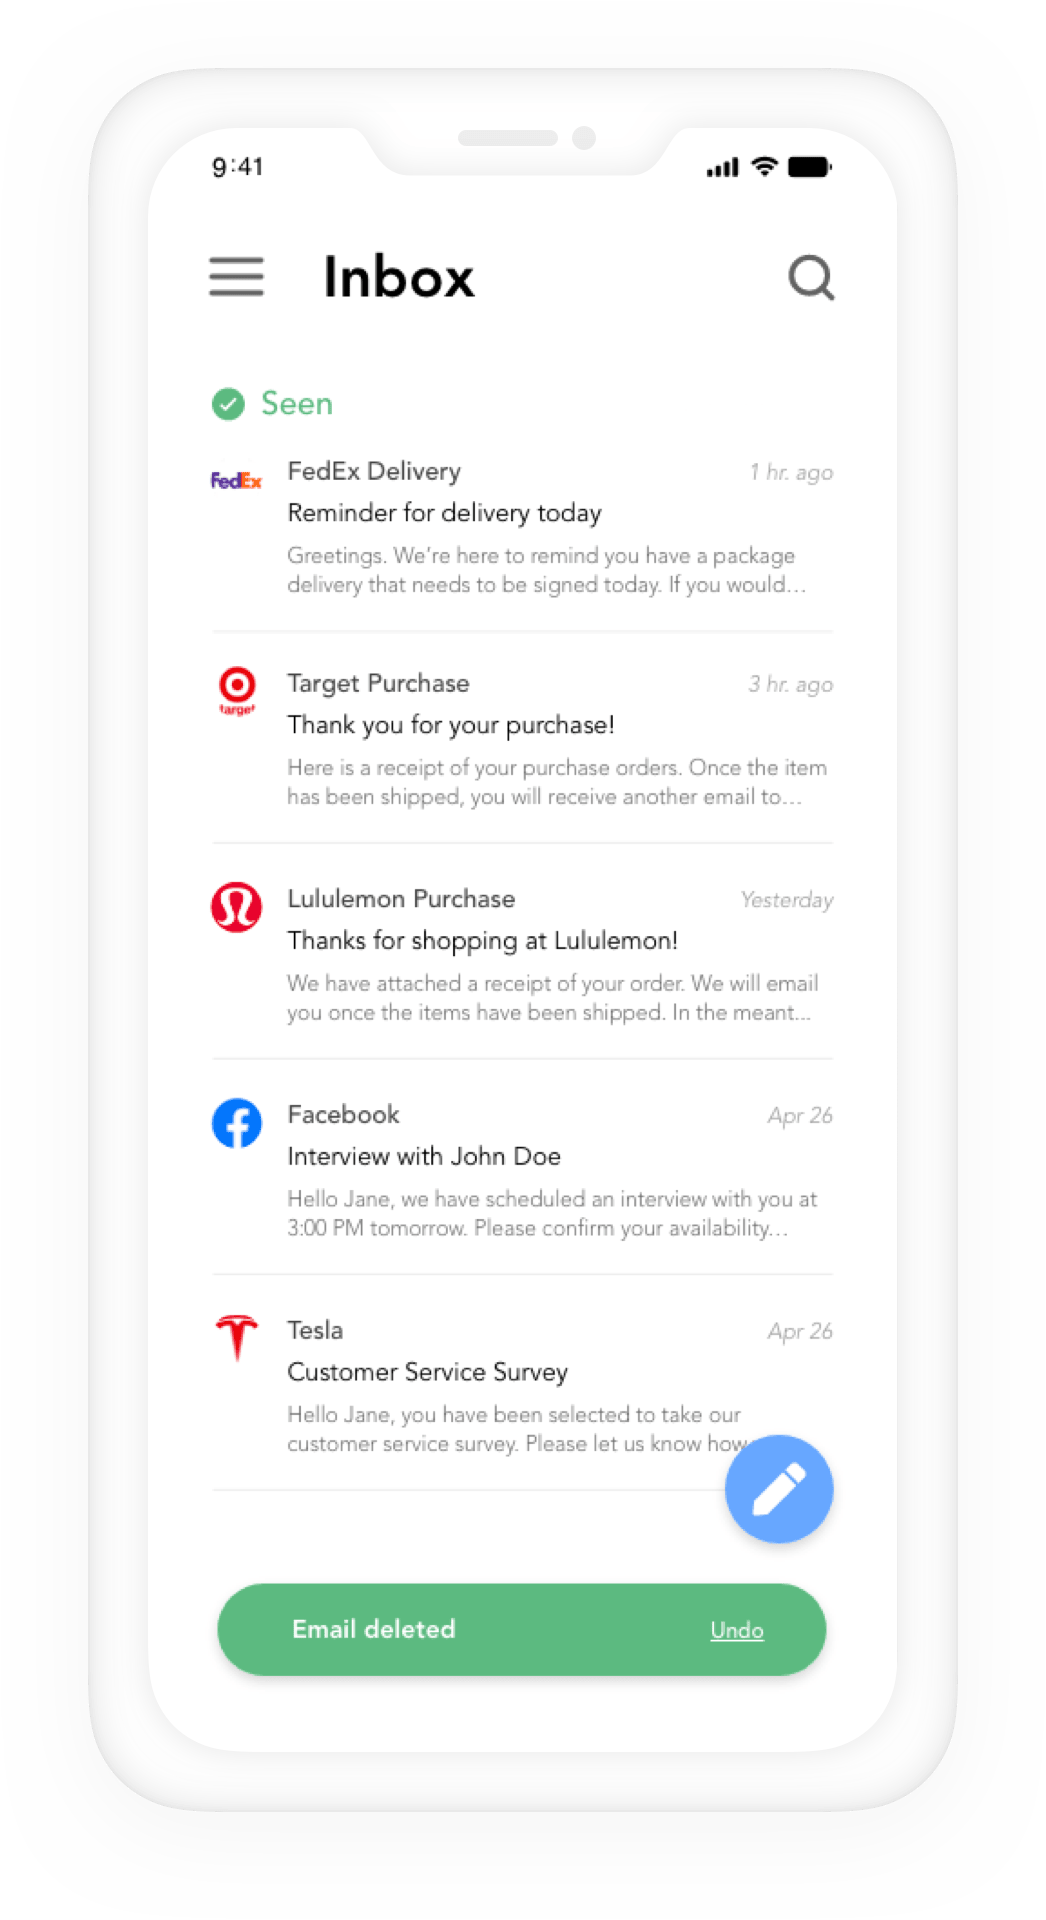 9:41
Inbox
Seen
FedEx
FedEx Delivery
1 hr. ago
Reminder for delivery today
Greetings. We’re here to remind you have a package
delivery that needs to be signed today. If you would...
target
Target Purchase
3 hr. ago
Thank you for your purchase!
Here is a receipt of your purchase orders. Once the item
has been shipped, you will receive another email to...
Lululemon Purchase
Yesterday
Thanks for shopping at Lululemon!
We have attached a receipt of your order. We will email
you once the items have been shipped. In the meant...
Facebook
Apr 26
Interview with John Doe
Hello Jane, we have scheduled an interview with you at
3:00 PM tomorrow. Please confirm your availability...
Tesla
Apr 26
Customer Service Survey
Hello Jane, you have been selected to take our
customer service survey. Please let us know how
Email deleted
Undo